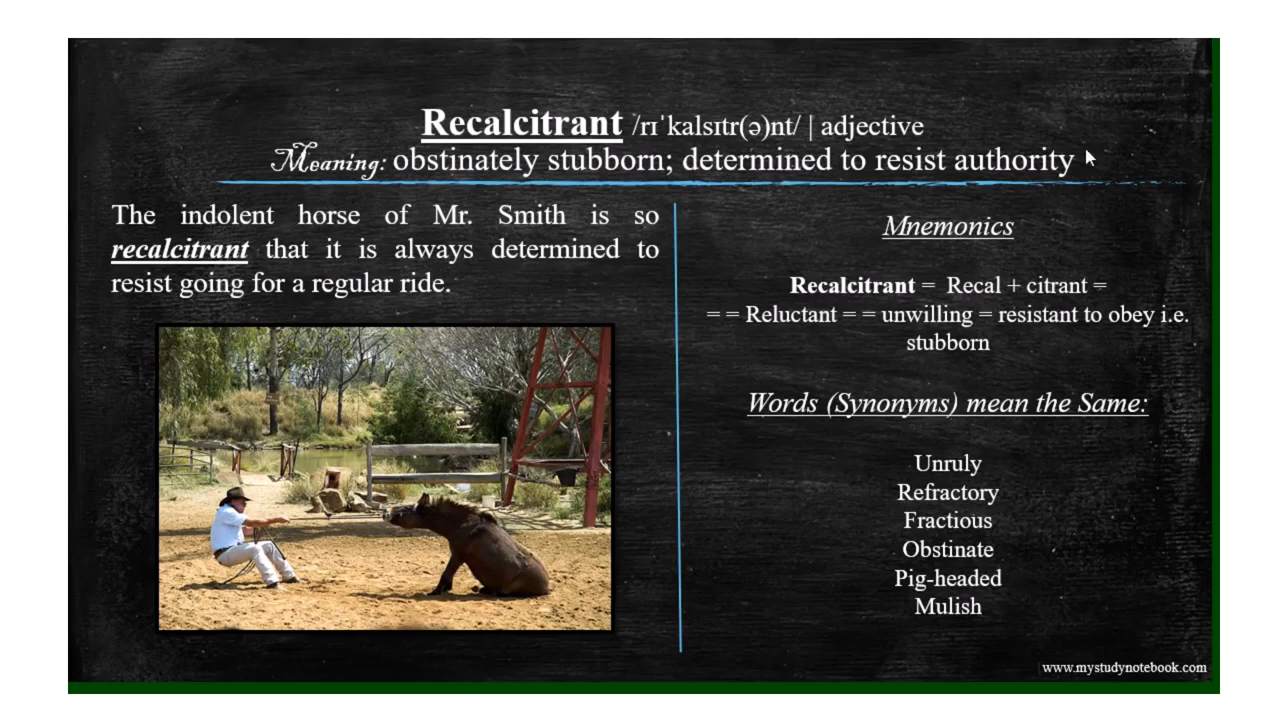 Recalcitrant /rɪˈkalsɪtr(ə)nt/ | adjective
Meaning: obstinately stubborn; determined to resist authority
The indolent horse of Mr. Smith is so
recalcitrant that it is always determined to
resist going for a regular ride.
Mnemonics
Recalcitrant = Recal + citrant =
= = Reluctant = = unwilling = resistant to obey i.e.
stubborn
Words (Synonyms) mean the Same:
Unruly
Refractory
Fractious
Obstinate
Pig-headed
Mulish
www.mystudynotebook.com